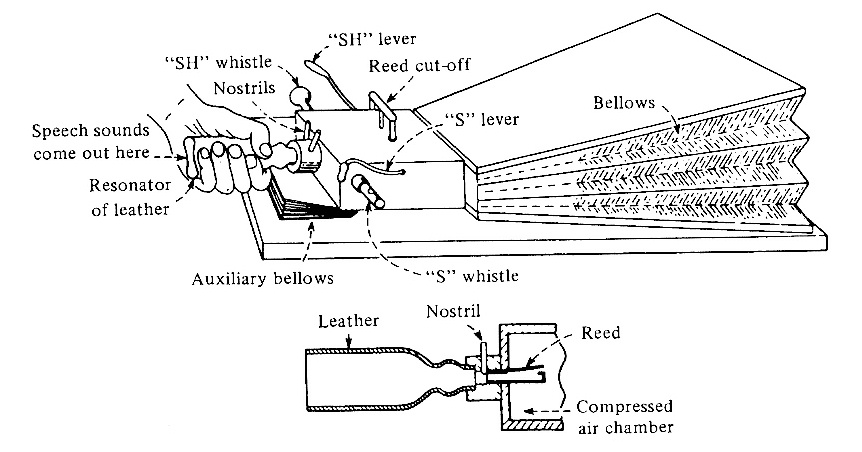 “SH” lever
“SH” whistle
Reed cut-off
Nostrils
Bellows
“S” lever
Speech sounds
come out here
Resonator
of leather
Auxiliary bellows
“S” whistle
Nostril
Leather
Reed
Compressed
air chamber